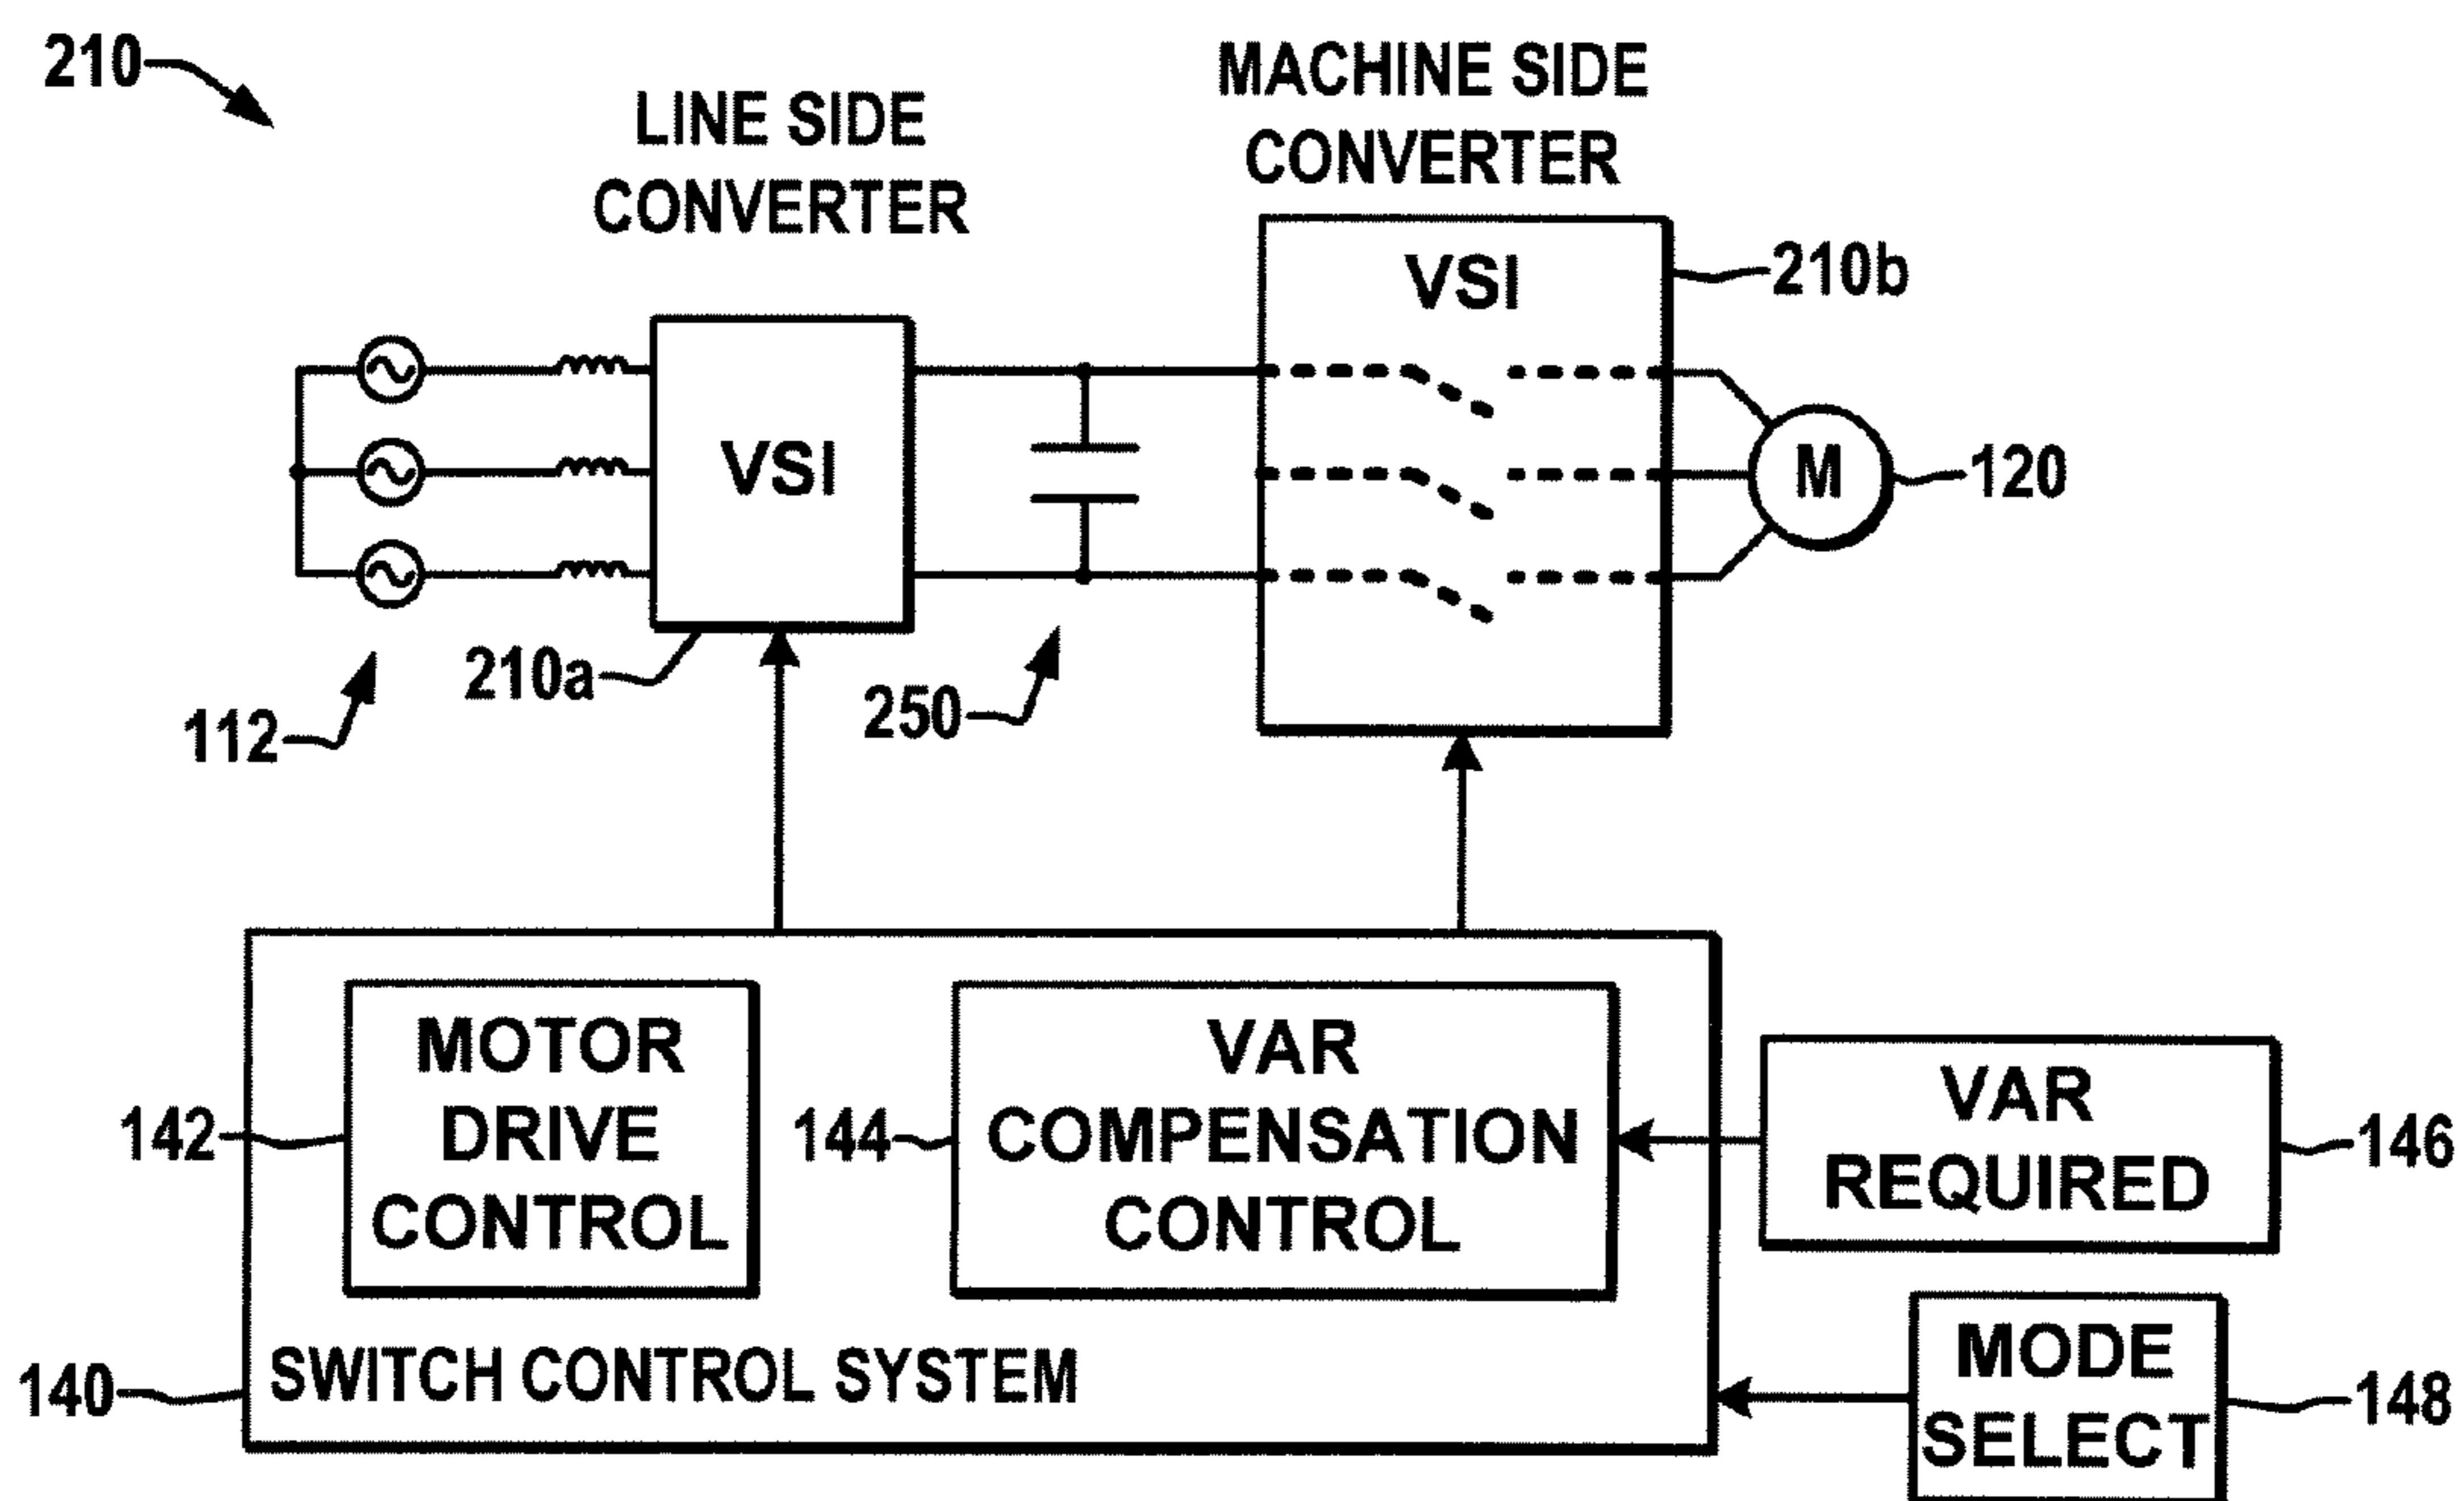 210
LINE SIDE
CONVERTER
MACHINE SIDE
CONVERTER
VSI
210b
VSI
M
120
210a
250
112
MOTOR
DRIVE
CONTROL
142
VAR
COMPENSATION
CONTROL
144
VAR
REQUIRED
146
SWITCH CONTROL SYSTEM
140
MODE
SELECT
148